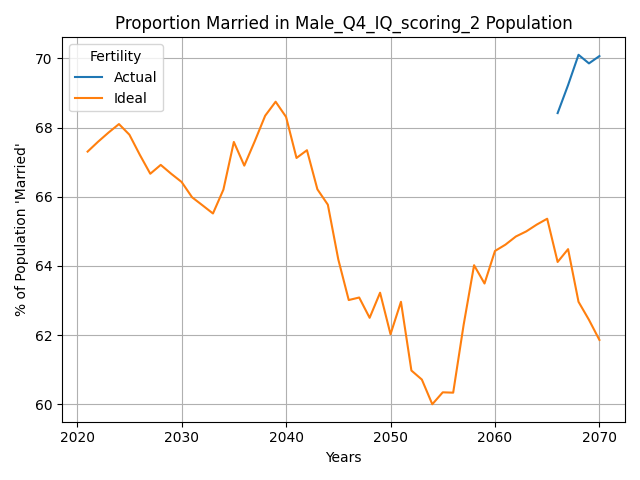 Proportion Married in Male_Q4_IQ_scoring_2 Population
Fertility
Actual
Ideal
% of Population 'Married'
70
68
66
64
62
60
2020 2030 2040 2050 2060 2070
Years